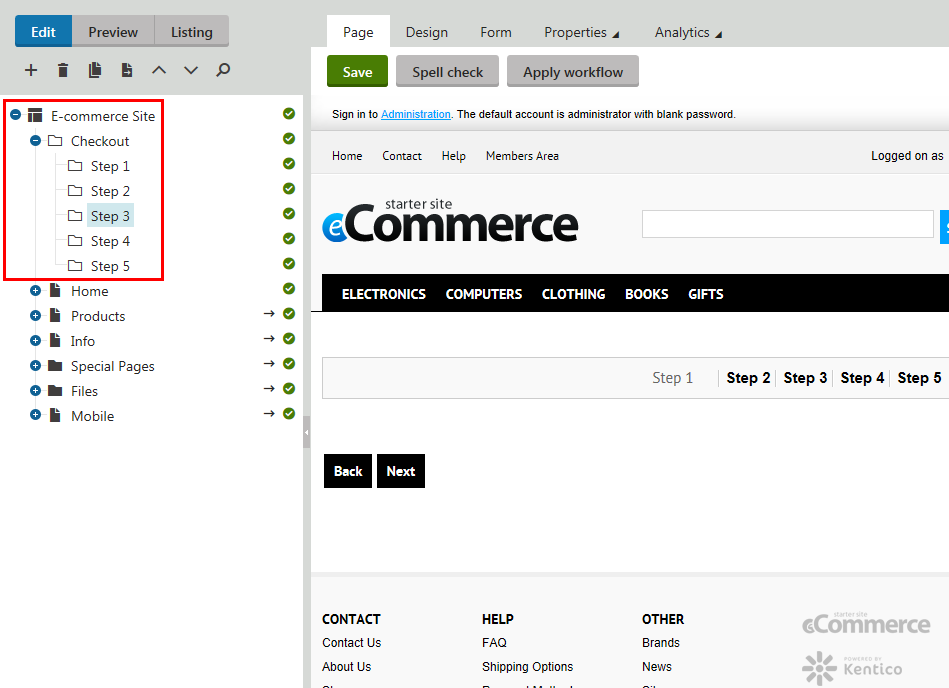 Edit Preview Listing
Page Design Form Properties Analytics
Save Spell check Apply workflow
E-commerce Site
Checkout
Step 1
Step 2
Step 3
Step 4
Step 5
Home
Products
Info
Special Pages
Files
Mobile
Sign in to Administration. The default account is administrator with blank password.
Home Contact Help Members Area Logged on as
starter site
eCommerce
ELECTRONICS COMPUTERS CLOTHING BOOKS GIFTS
Step 1 Step 2 Step 3 Step 4 Step 5
Back Next
CONTACT
Contact Us
About Us
HELP
FAQ
Shipping Options
OTHER
Brands
News
starter site
eCommerce
POWERED BY
Kentico